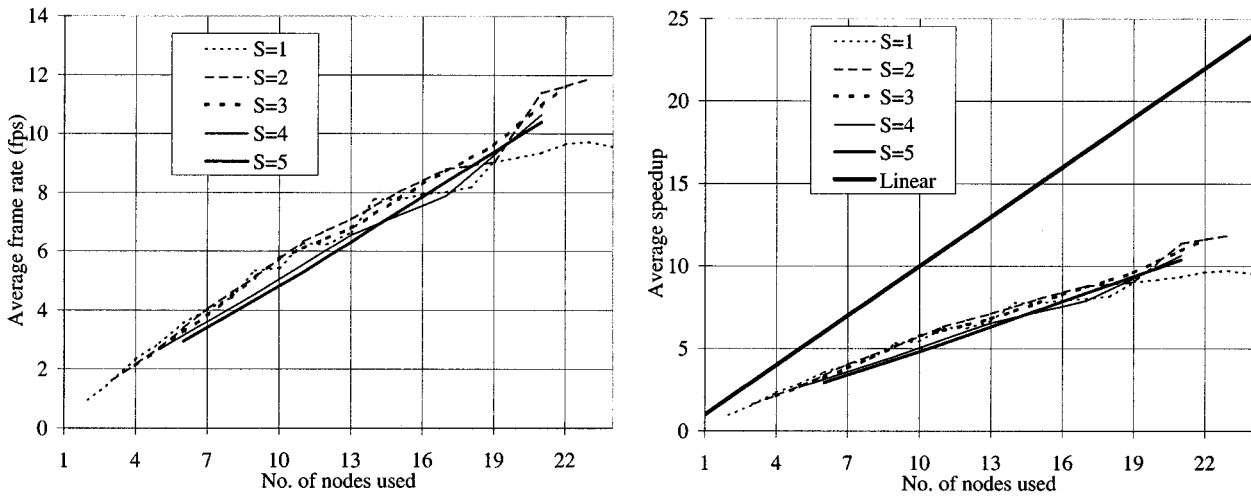 S=1
S=2
S=3
S=4
S=5
Average frame rate (fps)
14
12
10
8
6
4
2
0
1 4 7 10 13 16 19 22
No. of nodes used
S=1
S=2
S=3
S=4
S=5
Linear
Average speedup
25
20
15
10
5
0
1 4 7 10 13 16 19 22
No. of nodes used